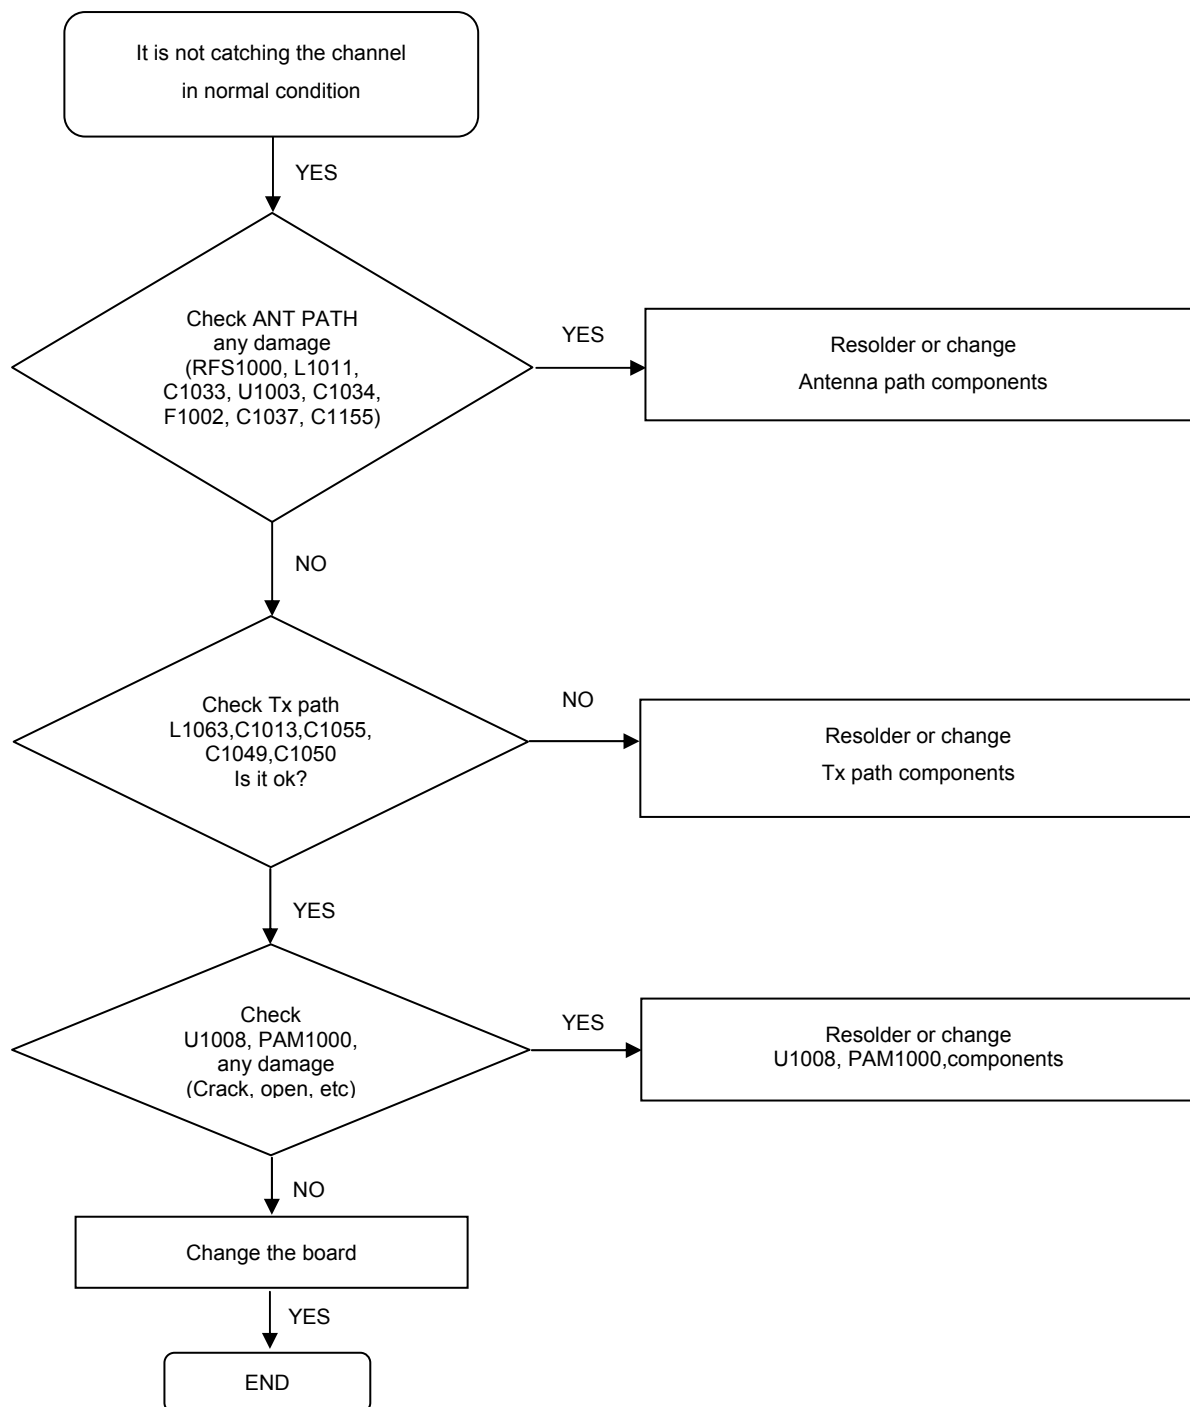 It is not catching the channel
in normal condition
YES
Check ANT PATH
any damage
(RFS1000, L1011,
C1033, U1003, C1034,
F1002, C1037, C1155)
YES
Resolder or change
Antenna path components
NO
Check Tx path
L1063,C1013,C1055,
C1049,C1050
Is it ok?
NO
Resolder or change
Tx path components
YES
Check
U1008, PAM1000,
any damage
(Crack, open, etc)
YES
Resolder or change
U1008, PAM1000,components
NO
Change the board
YES
END